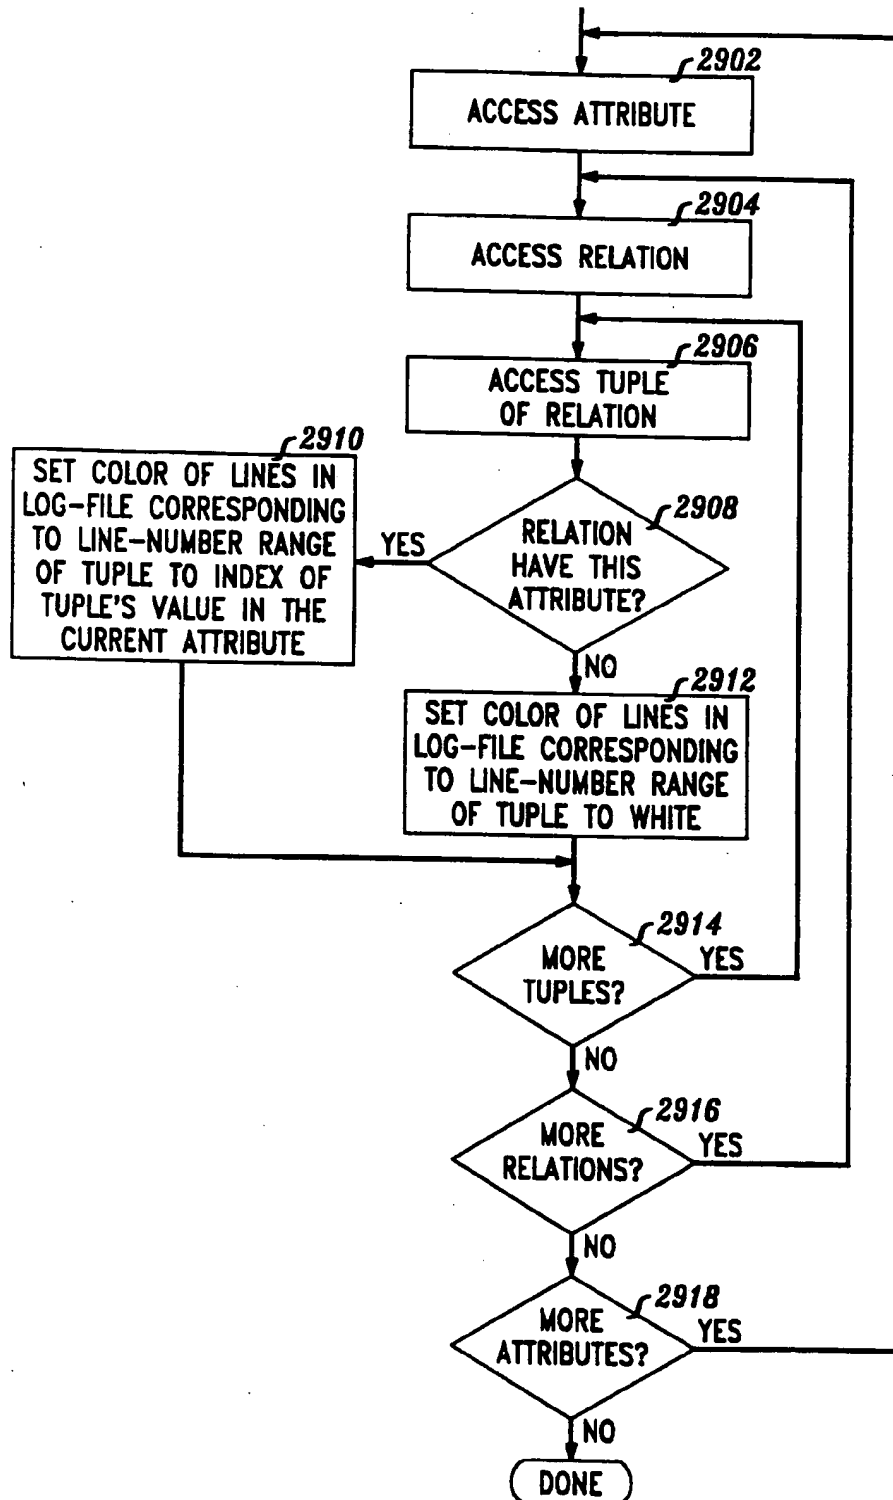 2902
ACCESS ATTRIBUTE
2904
ACCESS RELATION
2906
ACCESS TUPLE
OF RELATION
2910
SET COLOR OF LINES IN
LOG-FILE CORRESPONDING
TO LINE-NUMBER RANGE
OF TUPLE TO INDEX OF
TUPLE'S VALUE IN THE
CURRENT ATTRIBUTE
YES
2908
RELATION
HAVE THIS
ATTRIBUTE?
NO
2912
SET COLOR OF LINES IN
LOG-FILE CORRESPONDING
TO LINE-NUMBER RANGE
OF TUPLE TO WHITE
2914
MORE
TUPLES?
YES
NO
2916
MORE
RELATIONS?
YES
NO
2918
MORE
ATTRIBUTES?
YES
NO
DONE